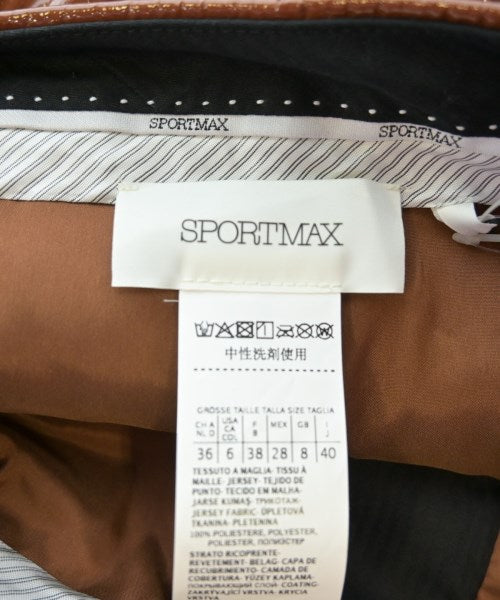 SPORTMAX
SPORTMAX
SPORTMAX
中性洗剤使用
GRÖSSE TAILLE TALLA SIZE TAGLIA
CH A NL D
USA CA COL
F B
MEX
GB
I J
36 6 38 28 8 40
TESSUTO A MAGLIA · TISSU À
MAILLE · JERSEY · TEJIDO DE
PUNTO · TECIDO EM MALHA ·
JARSE KUMAŞ · ТРИКОТАЖ ·
JERSEY FABRIC · ÚPLETOVÁ
TKANINA · PLETENINA
100% POLIESTERE, POLYESTER,
POLIESTER, ПОЛИЭСТЕР
STRATO RICOPRENTE ·
REVETEMENT · BELAG · CAPA DE
RECUBRIMIENTO · CAMADA DE
COBERTURA · YÜZEY KAPLAMA ·